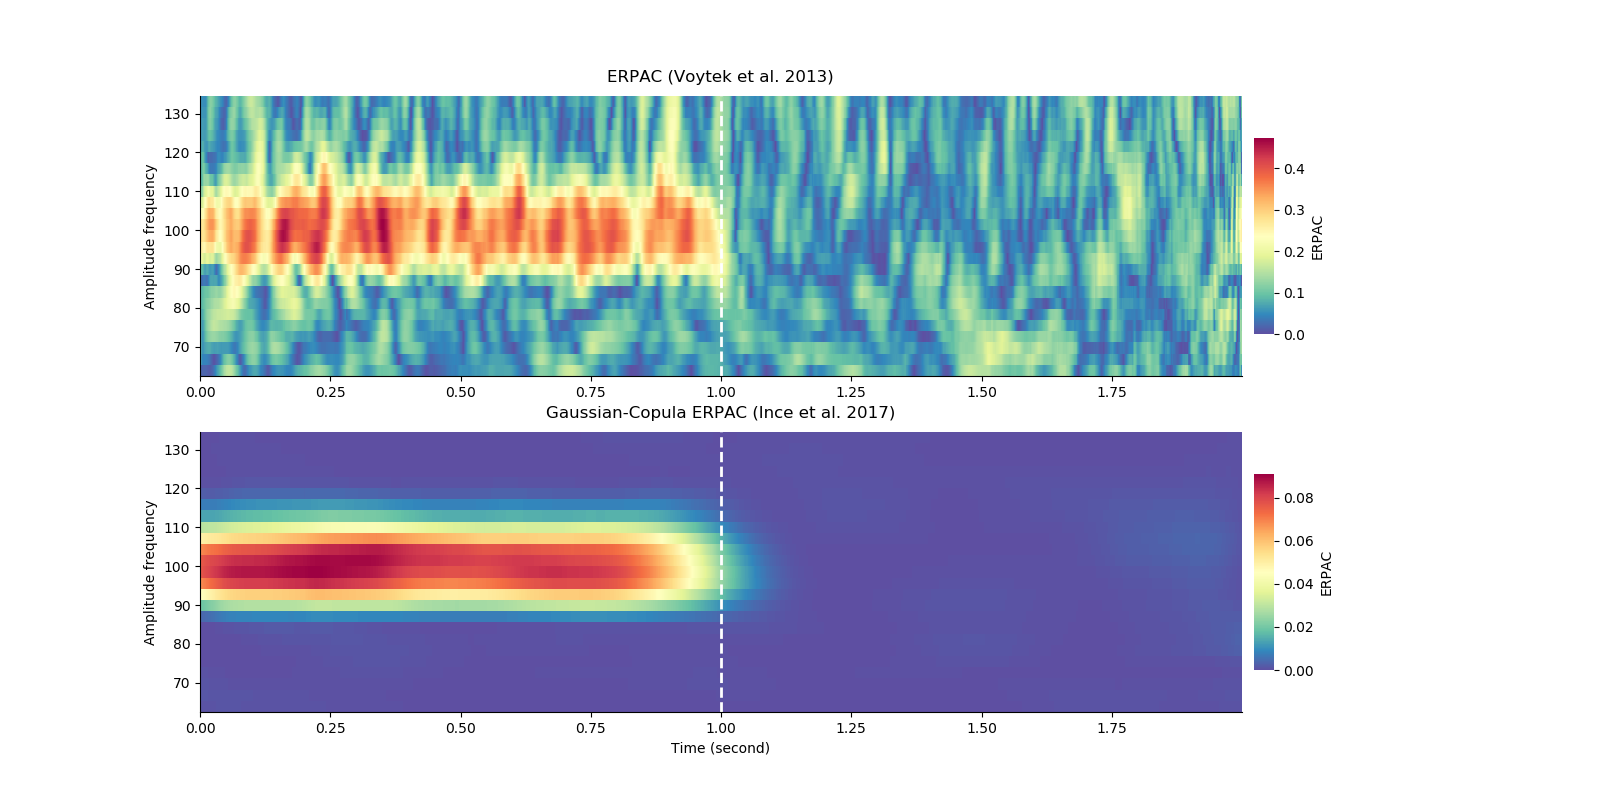 ERPAC (Voytek et al. 2013)
130
120
110
100
90
80
70
Amplitude frequency
0.00 0.25 0.50 0.75 1.00 1.25 1.50 1.75
0.4
0.3
0.2
0.1
0.0
ERPAC
Gaussian-Copula ERPAC (Ince et al. 2017)
130
120
110
100
90
80
70
Amplitude frequency
0.00 0.25 0.50 0.75 1.00 1.25 1.50 1.75
Time (second)
0.08
0.06
0.04
0.02
0.00
ERPAC